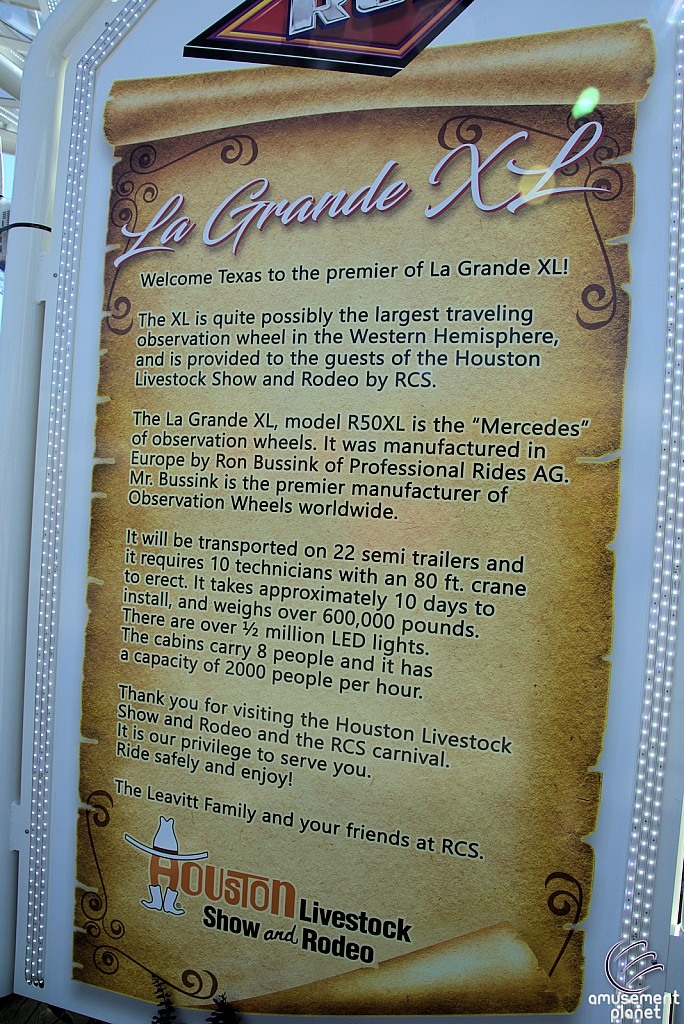 RCS
La Grande XL
Welcome Texas to the premier of La Grande XL!
The XL is quite possibly the largest traveling
observation wheel in the Western Hemisphere,
and is provided to the guests of the Houston
Livestock Show and Rodeo by RCS.
The La Grande XL, model R50XL is the “Mercedes”
of observation wheels. It was manufactured in
Europe by Ron Bussink of Professional Rides AG.
Mr. Bussink is the premier manufacturer of
Observation Wheels worldwide.
It will be transported on 22 semi trailers and
it requires 10 technicians with an 80 ft. crane
to erect. It takes approximately 10 days to
install, and weighs over 600,000 pounds.
There are over ½ million LED lights.
The cabins carry 8 people and it has
a capacity of 2000 people per hour.
Thank you for visiting the Houston Livestock
Show and Rodeo and the RCS carnival.
It is our privilege to serve you.
Ride safely and enjoy!
The Leavitt Family and your friends at RCS.
HOUSTON Livestock
Show and Rodeo
amusement
planet